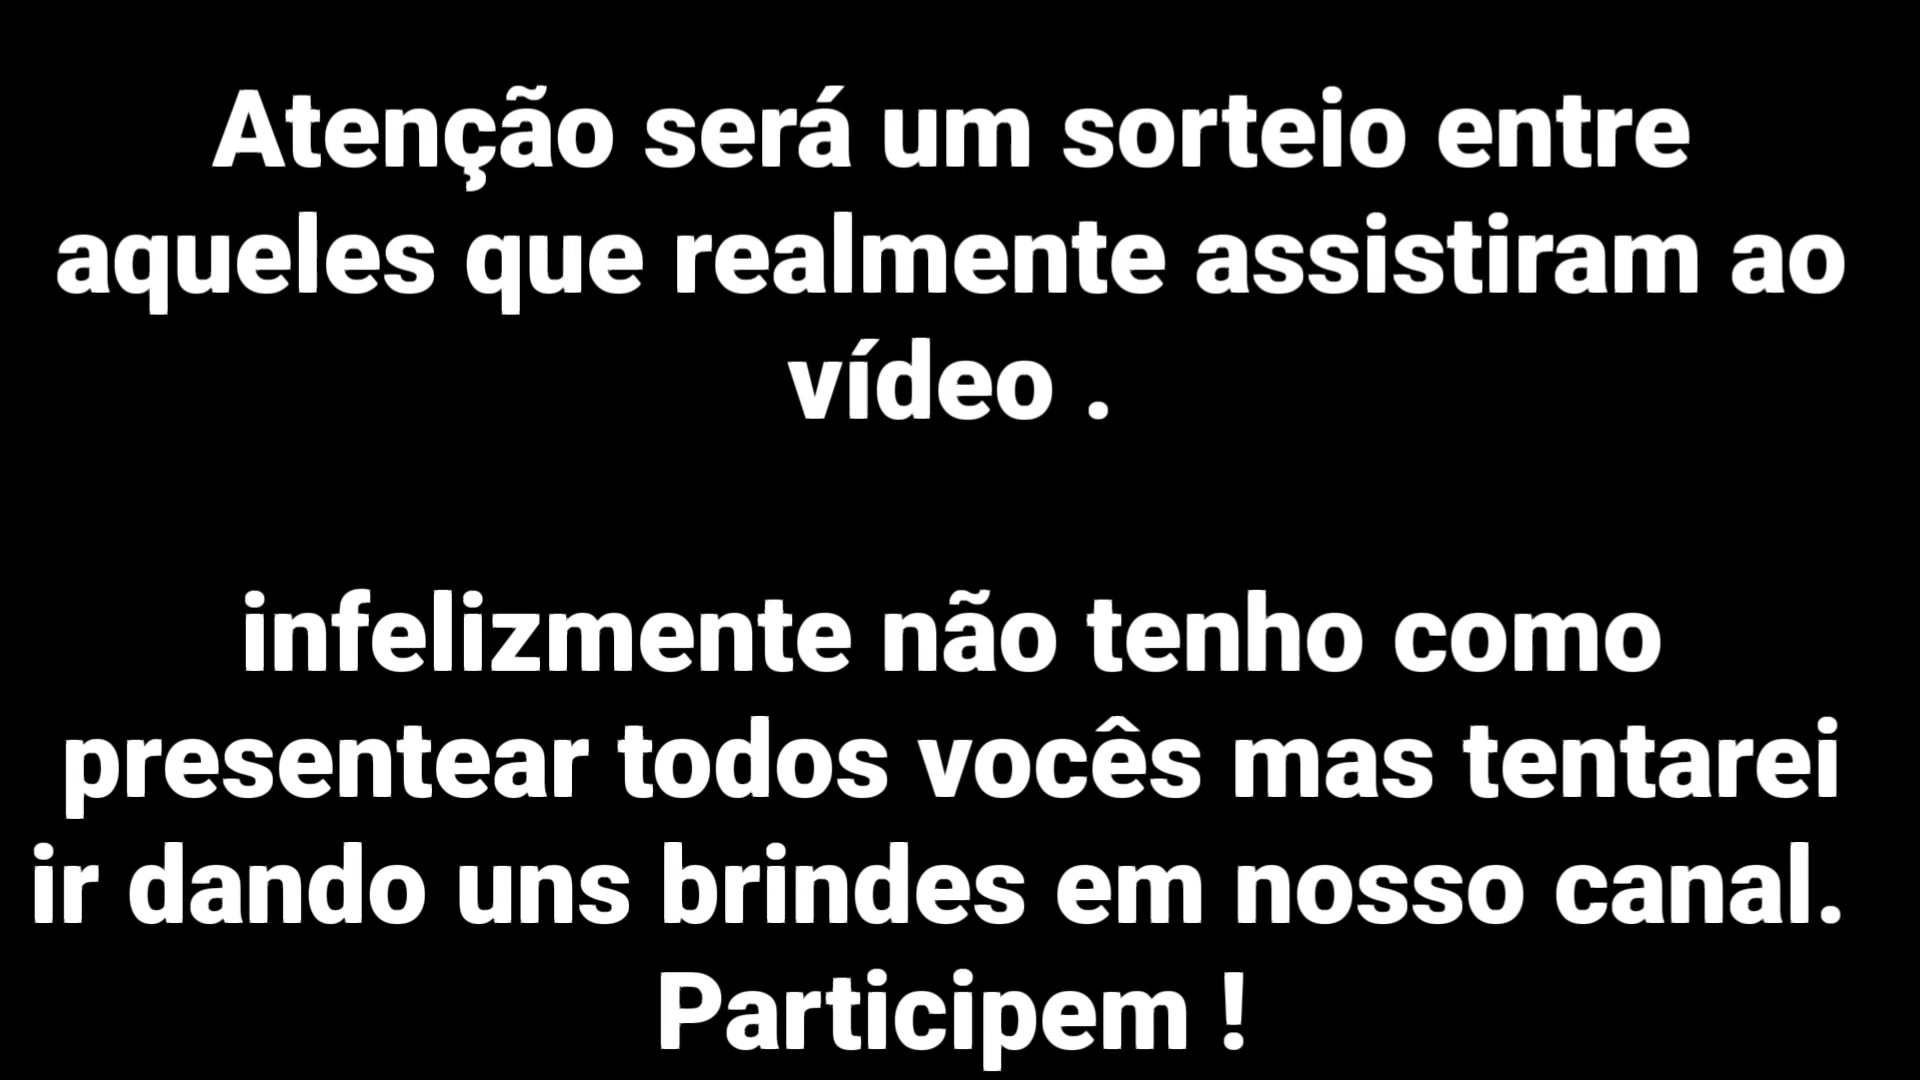 Atenção será um sorteio entre
aqueles que realmente assistiram ao
vídeo .
infelizmente não tenho como
presentear todos vocês mas tentarei
ir dando uns brindes em nosso canal.
Participem !